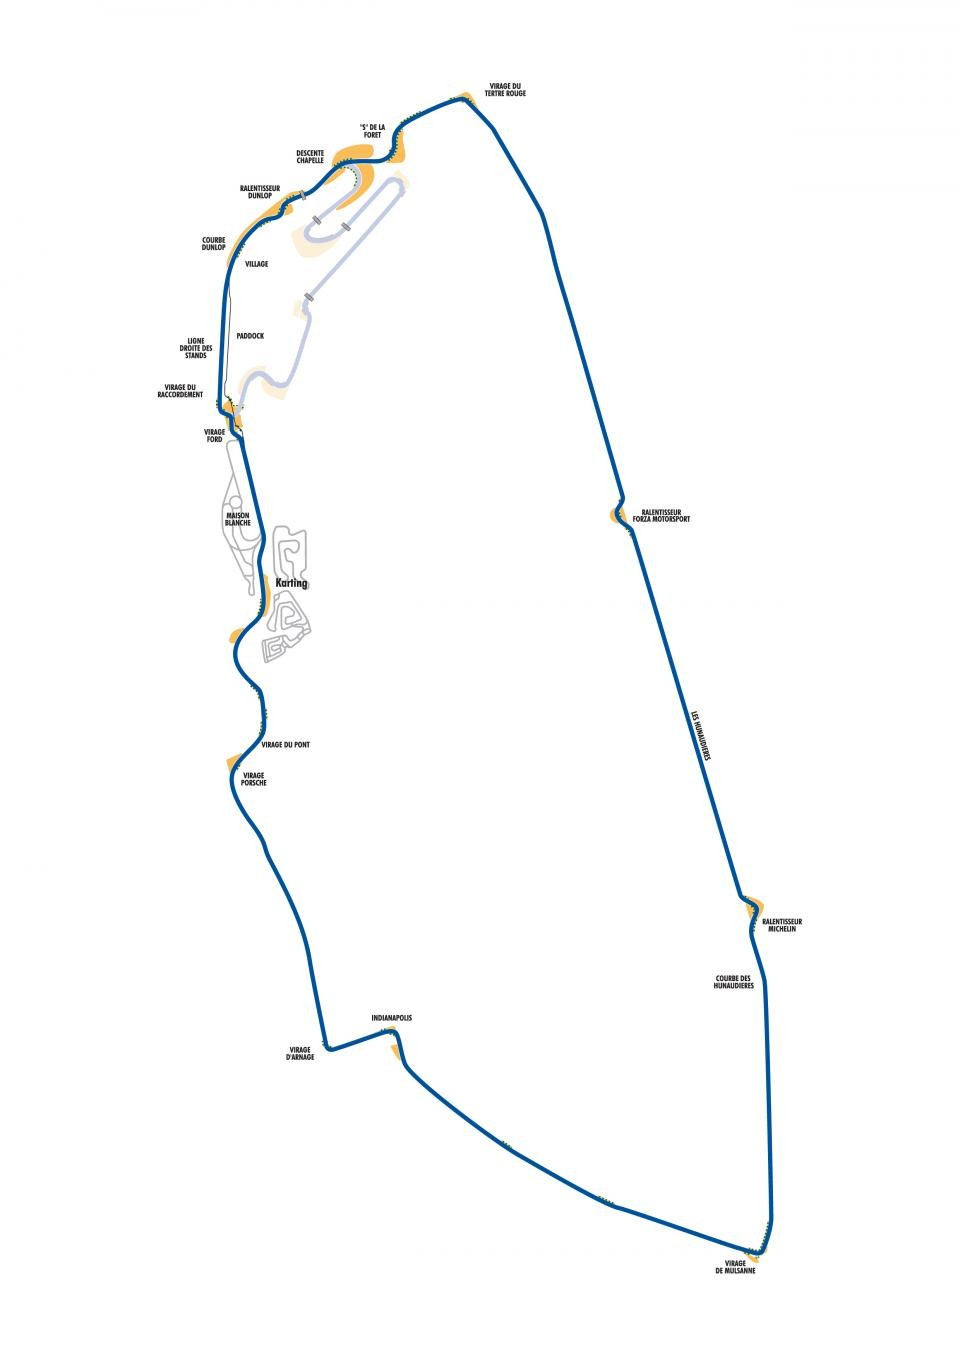 VIRAGE DU
TERTRE ROUGE
"S" DE LA
FORET
DESCENTE
CHAPELLE
RALENTISSEUR
DUNLOP
COURBE
DUNLOP
VILLAGE
PADDOCK
LIGNE
DROITE DES
STANDS
VIRAGE DU
RACCORDEMENT
VIRAGE
FORD
MAISON
BLANCHE
RALENTISSEUR
FORZA MOTORSPORT
Karting
LES HUNAUDIERES
VIRAGE DU PONT
VIRAGE
PORSCHE
RALENTISSEUR
MICHELIN
COURBE DES
HUNAUDIERES
INDIANAPOLIS
VIRAGE
D'ARNAGE
VIRAGE
DE MULSANNE